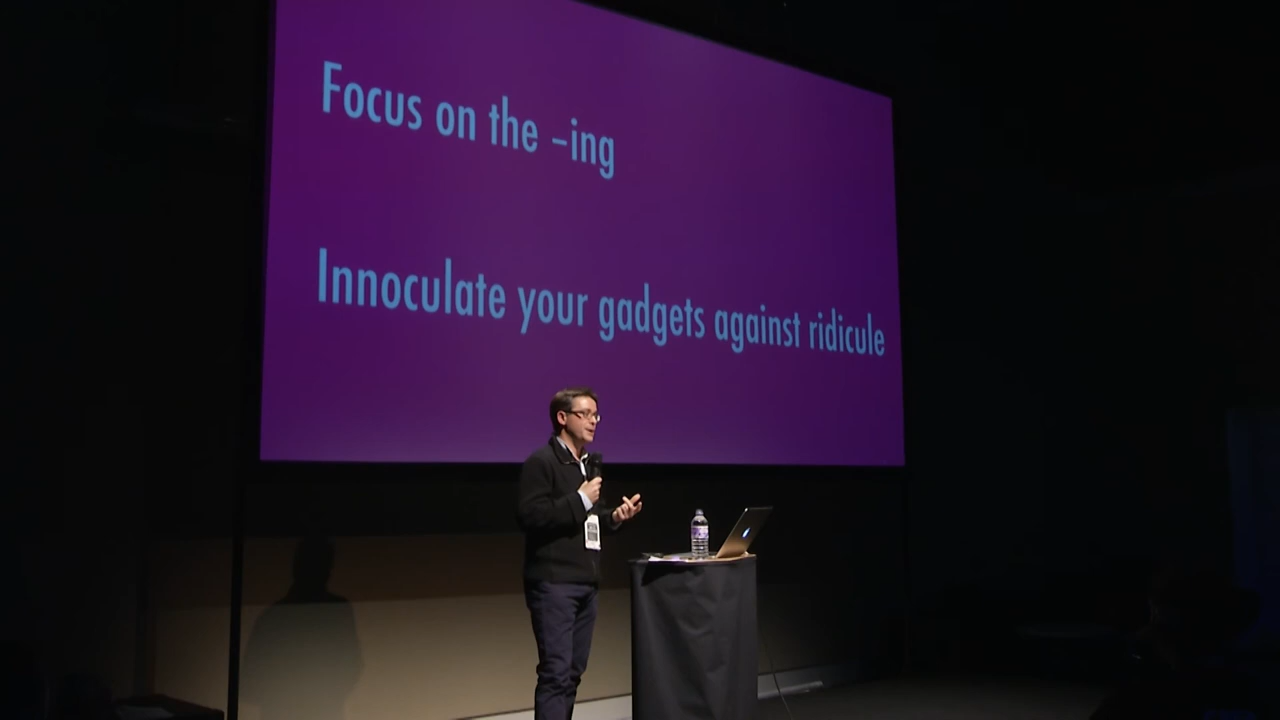 Focus on the –ing
Innoculate your gadgets against ridicule